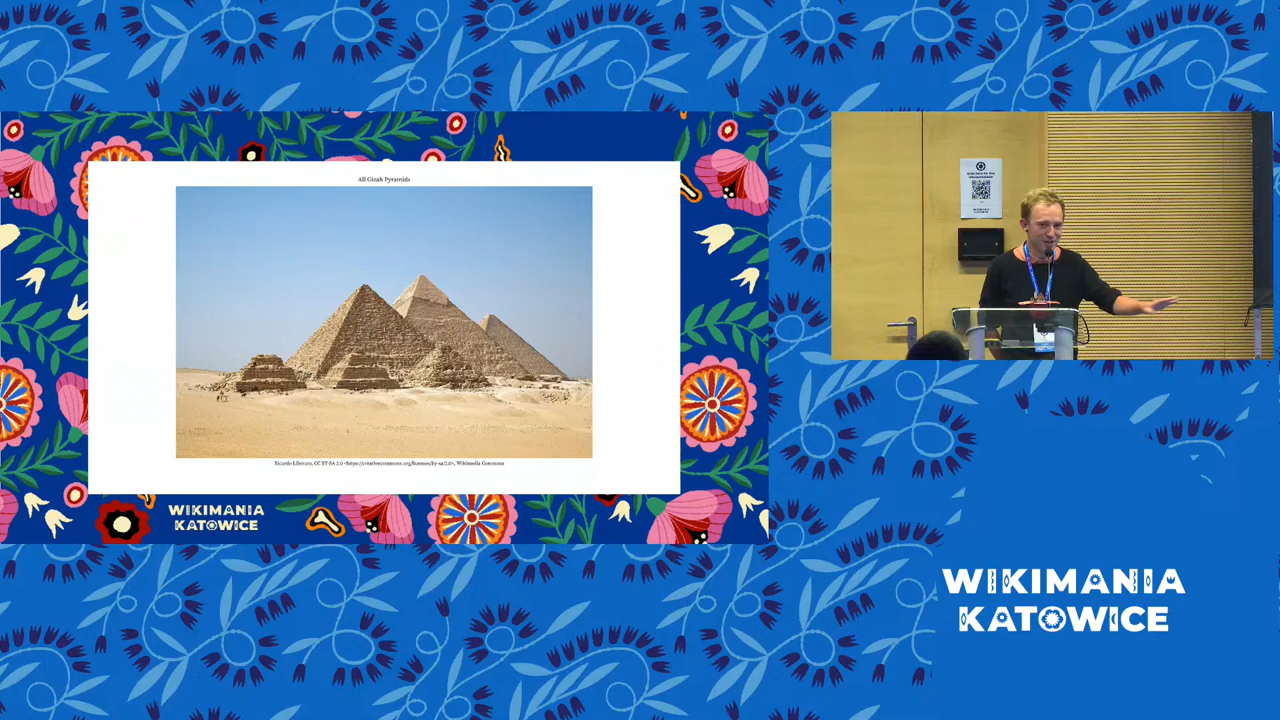 All Gizah Pyramids
Ricardo Liberato, CC BY-SA 2.0 <https://creativecommons.org/licenses/by-sa/2.0>, Wikimedia Commons
WIKIMANIA
KATOWICE
WIKIMANIA
KATOWICE